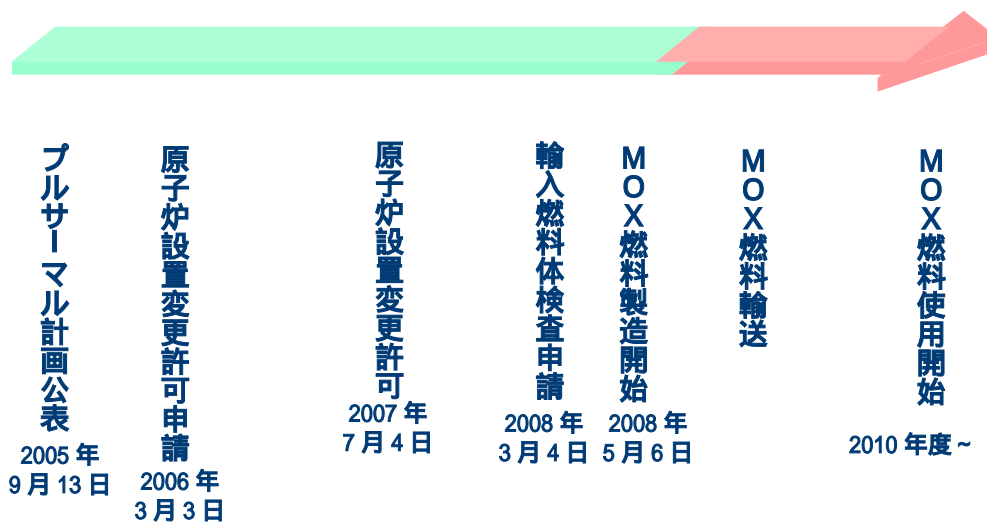 プルサーマル計画公表
2005年
9月13日
原子炉設置変更許可申請
2006年
3月3日
原子炉設置変更許可
2007年
7月4日
輸入燃料体検査申請
2008年
3月4日
MOX燃料製造開始
2008年
5月6日
MOX燃料輸送
MOX燃料使用開始
2010年度~